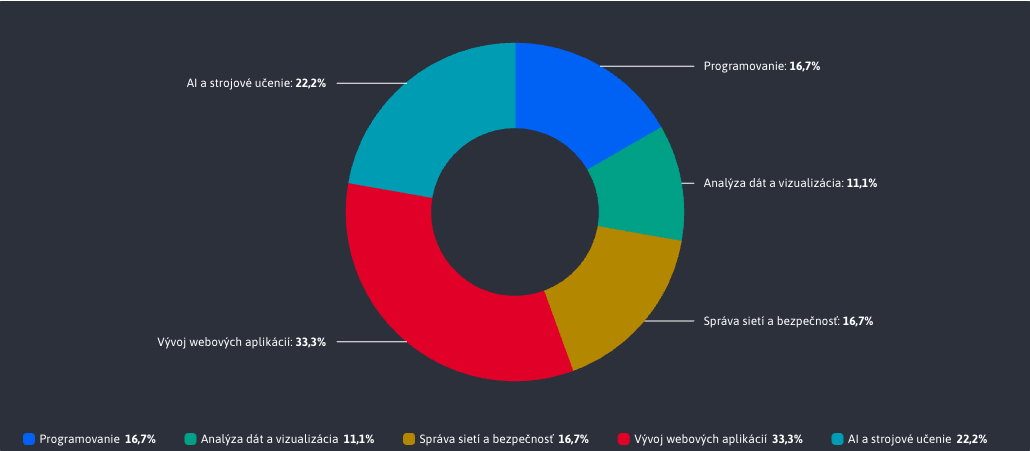 Programovanie: 16,7%
AI a strojové učenie: 22,2%
Analýza dát a vizualizácia: 11,1%
Správa sietí a bezpečnosť: 16,7%
Vývoj webových aplikácií: 33,3%
Programovanie 16,7%
Analýza dát a vizualizácia 11,1%
Správa sietí a bezpečnosť 16,7%
Vývoj webových aplikácií 33,3%
AI a strojové učenie 22,2%